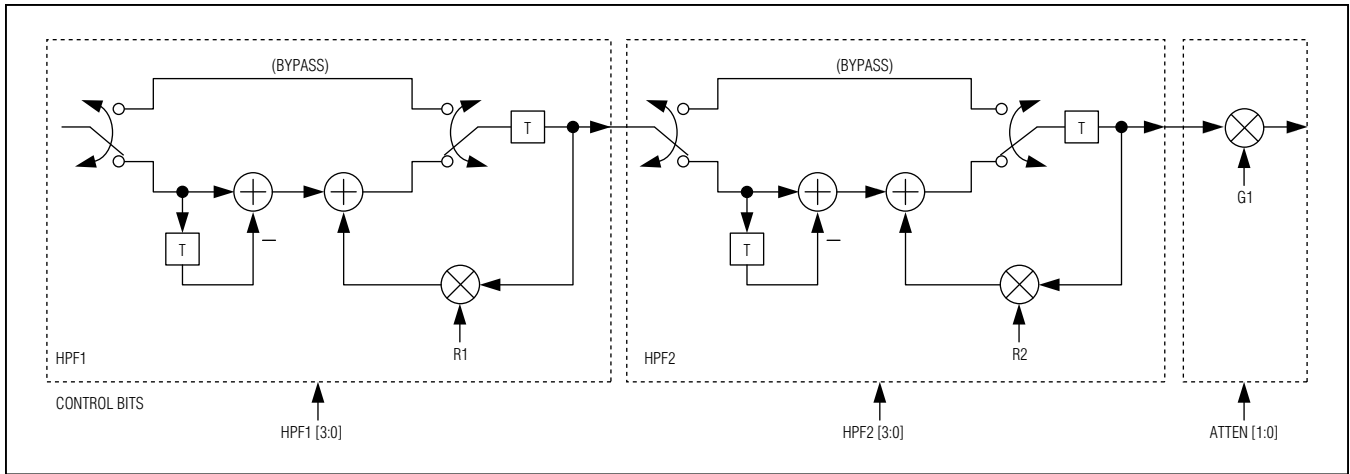 (BYPASS)
T
T
—
R1
HPF1
(BYPASS)
T
T
—
R2
HPF2
G1
CONTROL BITS
HPF1 [3:0]
HPF2 [3:0]
ATTEN [1:0]